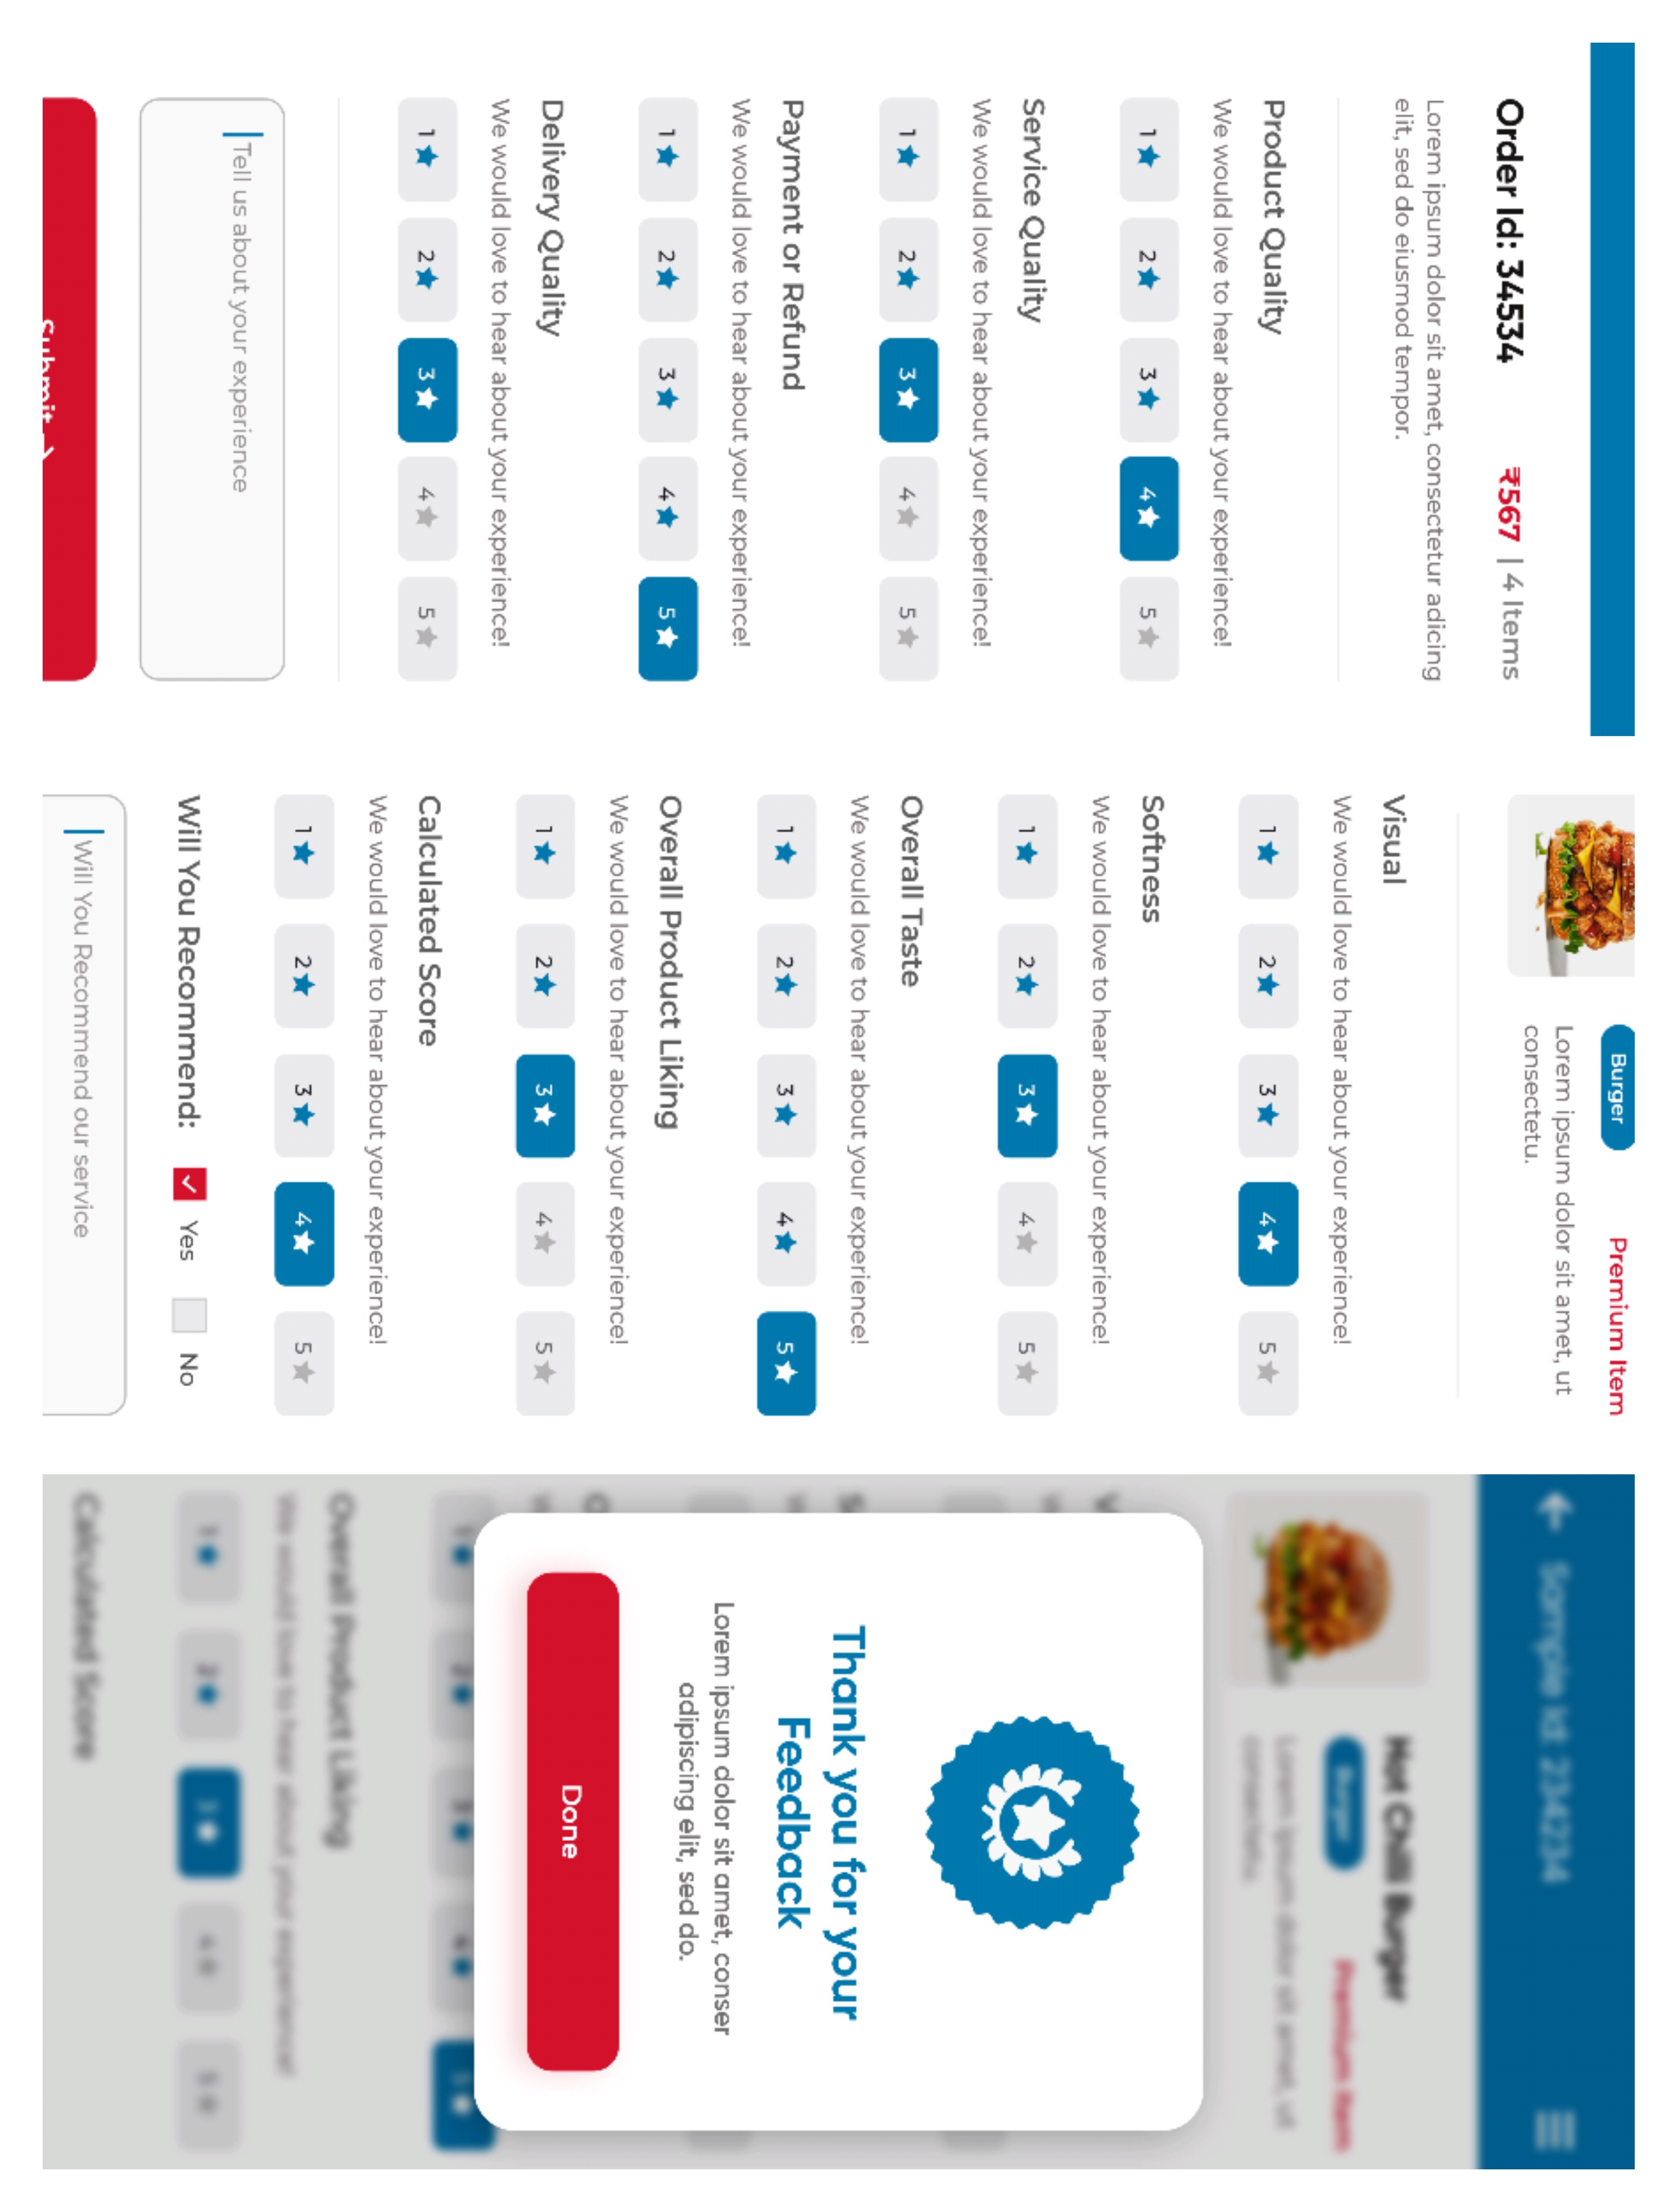 Order Id: 34534
₹567 | 4 Items
Lorem ipsum dolor sit amet, consectetur adicing
elit, sed do eiusmod tempor.
Product Quality
We would love to hear about your experience!
1 2 3 4 5
Service Quality
We would love to hear about your experience!
1 2 3 4 5
Payment or Refund
We would love to hear about your experience!
1 2 3 4 5
Delivery Quality
We would love to hear about your experience!
1 2 3 4 5
Tell us about your experience
Submit →
Burger
Premium Item
Lorem ipsum dolor sit amet, ut
consectetu.
Visual
We would love to hear about your experience!
1 2 3 4 5
Softness
We would love to hear about your experience!
1 2 3 4 5
Overall Taste
We would love to hear about your experience!
1 2 3 4 5
Overall Product Liking
We would love to hear about your experience!
1 2 3 4 5
Calculated Score
We would love to hear about your experience!
1 2 3 4 5
Will You Recommend: Yes No
Will You Recommend our service
Sample Id: 234234
Hot Chilli Burger
Burger
Premium Item
Lorem ipsum dolor sit amet, ut
consectetu.
Thank you for your
Feedback
Lorem ipsum dolor sit amet, conser
adipiscing elit, sed do.
Done
1 2 3 4 5
Overall Product Liking
We would love to hear about your experience!
1 2 3 4 5
Calculated Score